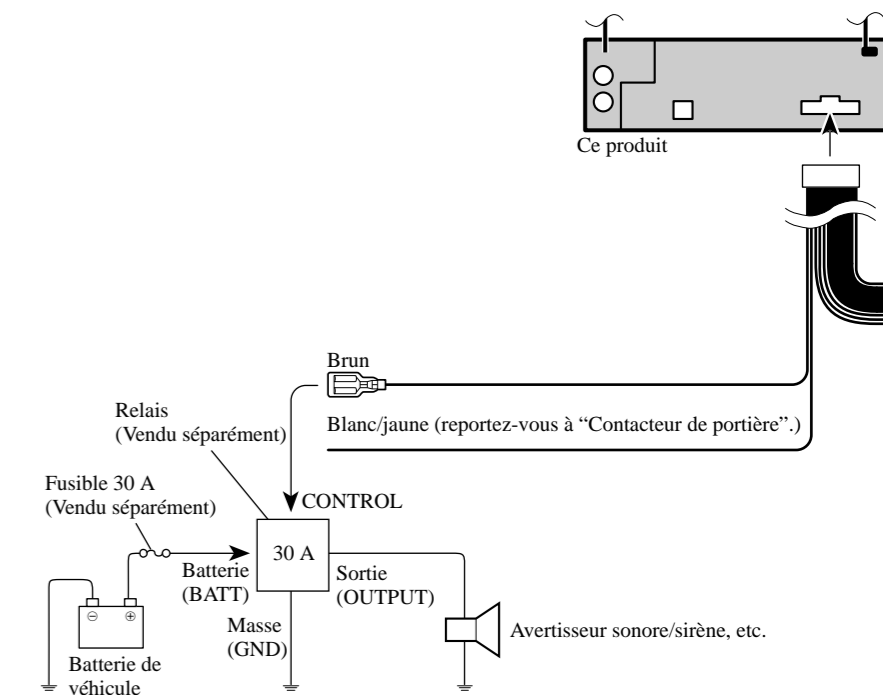 Ce produit
Brun
Blanc/jaune (reportez-vous à “Contacteur de portière”.)
Relais
(Vendu séparément)
Fusible 30 A
(Vendu séparément)
CONTROL
30 A
Batterie
(BATT)
Sortie
(OUTPUT)
Masse
(GND)
Avertisseur sonore/sirène, etc.
⊖ ⊕
Batterie de
véhicule